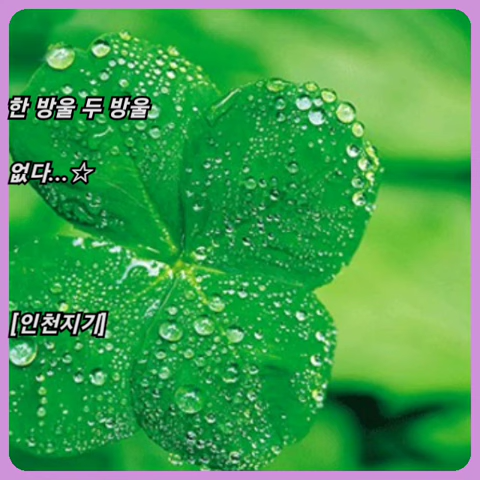 한 방울 두 방울
없다...☆
[인천지기]